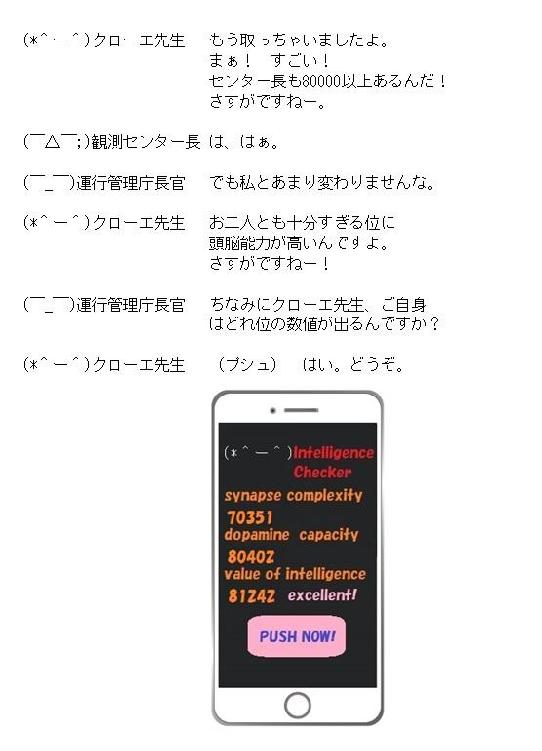 (*^‐ ^)クローエ先生 もう取っちゃいましたよ。
まぁ！ すごい！
センター長も80000以上あるんだ！
さすがですねー。
(￣△￣;)観測センター長 は、はぁ。
(￣_￣)運行管理庁長官 でも私とあまり変わりませんな。
(*^ー^)クローエ先生 お二人とも十分すぎる位に
頭脳能力が高いんですよ。
さすがですねー！
(￣_￣)運行管理庁長官 ちなみにクローエ先生、ご自身
はどれ位の数値が出るんですか？
(*^ー^)クローエ先生 （プシュ） はい。どうぞ。
(*^ー^)Intelligence
Checker
synapse complexity
70351
dopamine capacity
80402
value of intelligence
81242 excellent!
PUSH NOW!